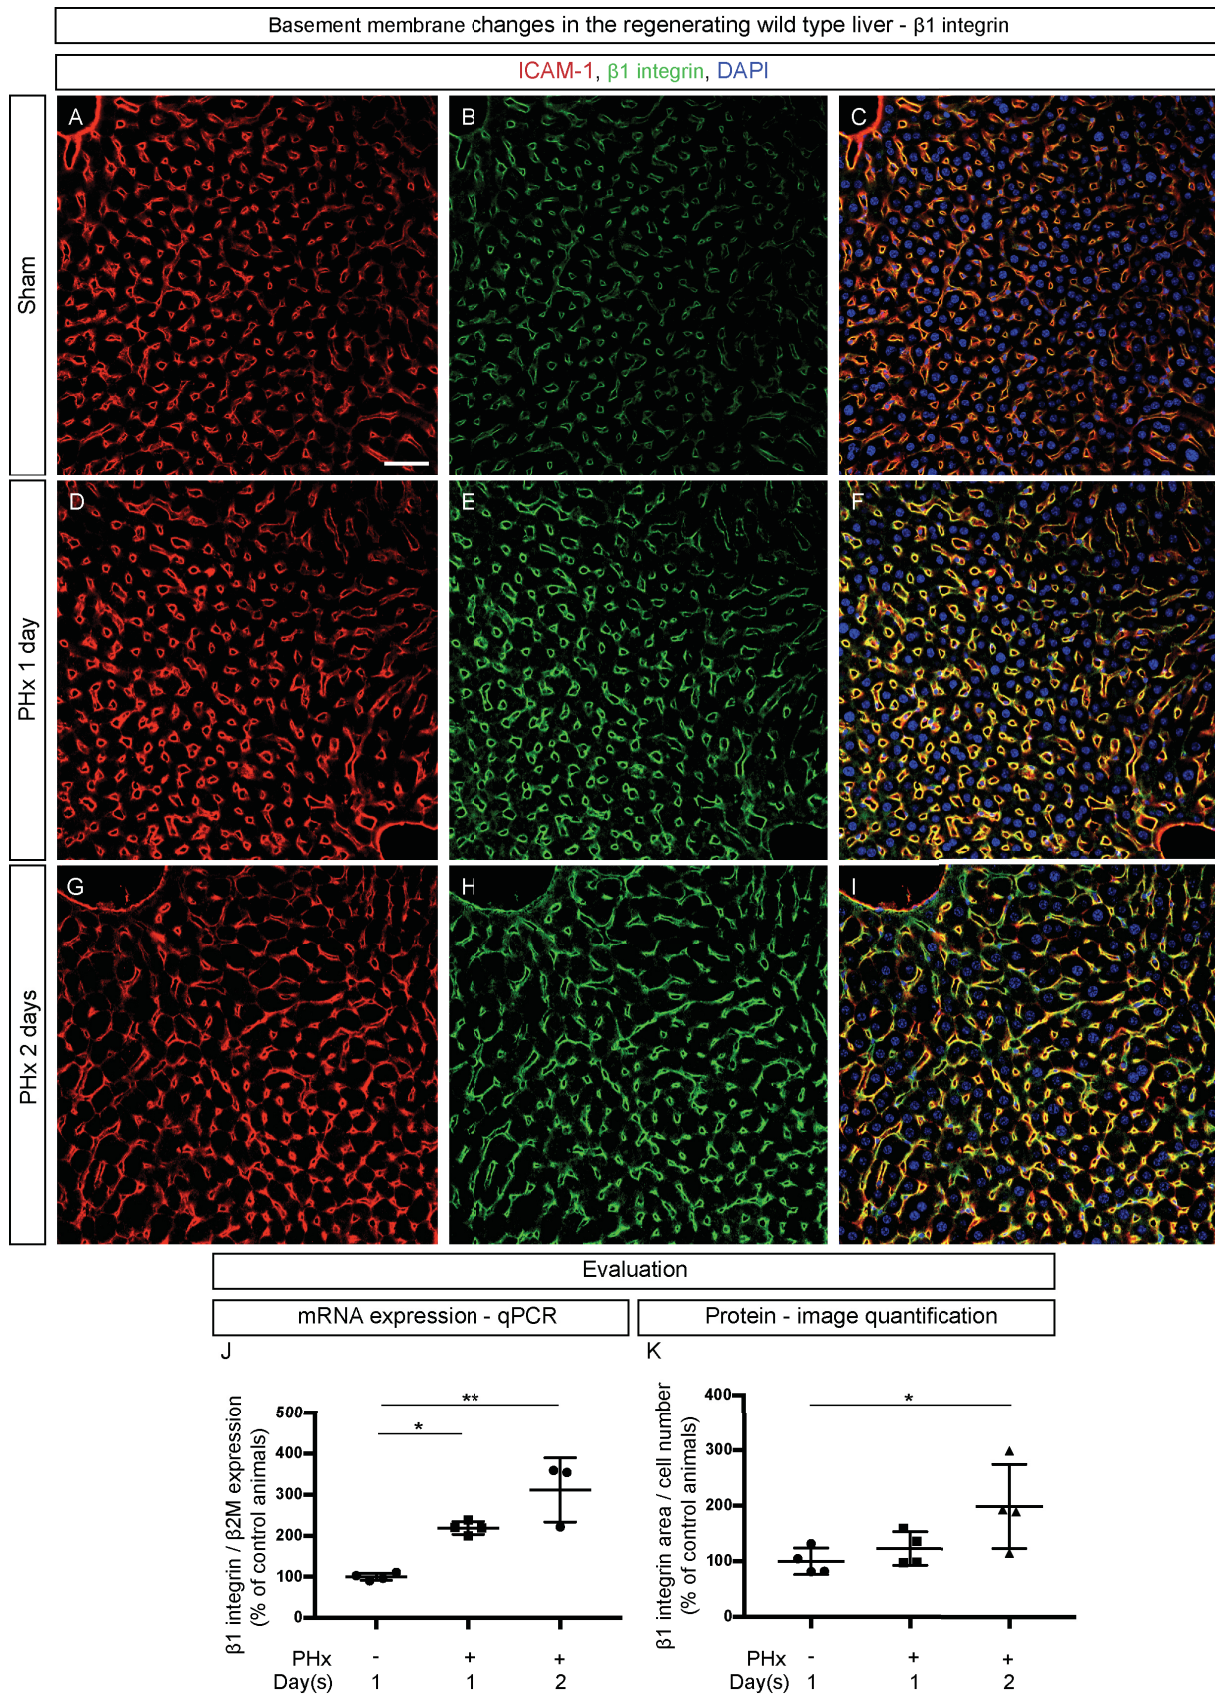 Basement membrane changes in the regenerating wild type liver - β1 integrin
ICAM-1, β1 integrin, DAPI
Sham
A
B
C
PHx 1 day
D
E
F
PHx 2 days
G
H
I
Evaluation
mRNA expression - qPCR
Protein - image quantification
J
K
β1 integrin / β2M expression
(% of control animals)
500
400
300
200
100
0
*
**
PHx - + +
Day(s) 1 1 2
β1 integrin area / cell number
(% of control animals)
400
300
200
100
0
*
- + +
1 1 2